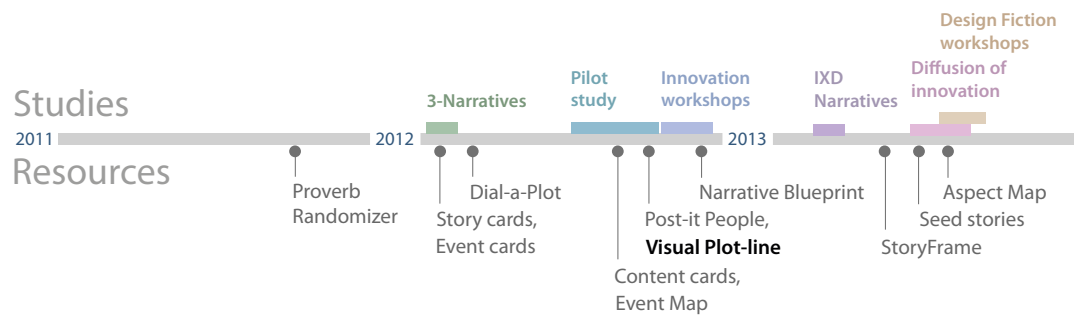 Design Fiction
workshops
Pilot
study
Innovation
workshops
IXD
Narratives
Diffusion of
innovation
3-Narratives
Studies
2011
2012
2013
Resources
Proverb
Randomizer
Dial-a-Plot
Story cards,
Event cards
Narrative Blueprint
Post-it People,
Visual Plot-line
Content cards,
Event Map
Aspect Map
Seed stories
StoryFrame